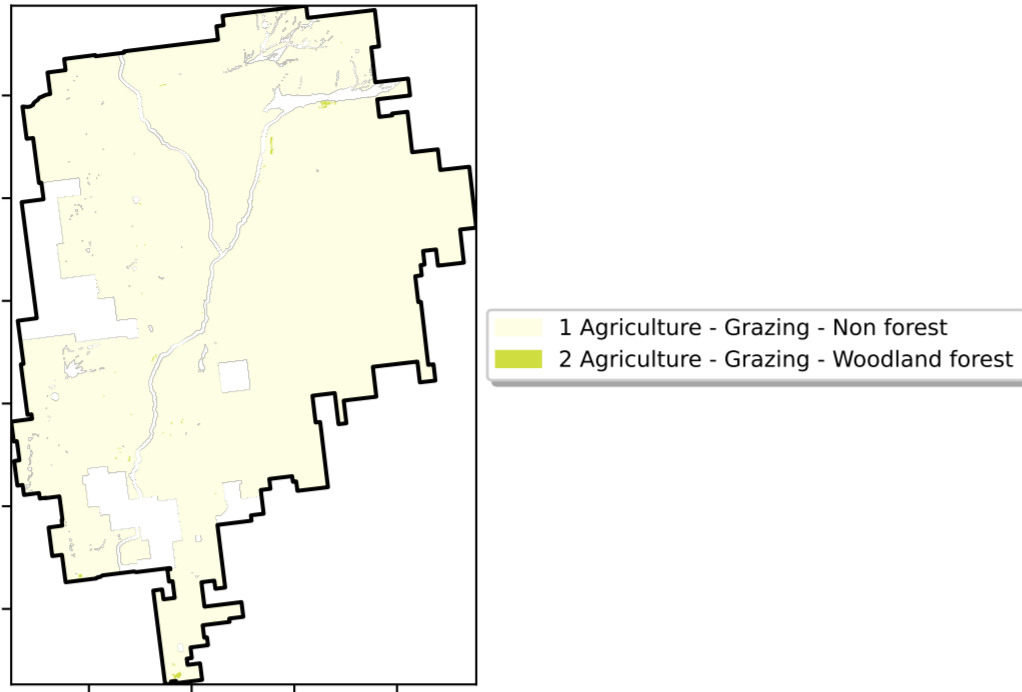 1 Agriculture - Grazing - Non forest
2 Agriculture - Grazing - Woodland forest